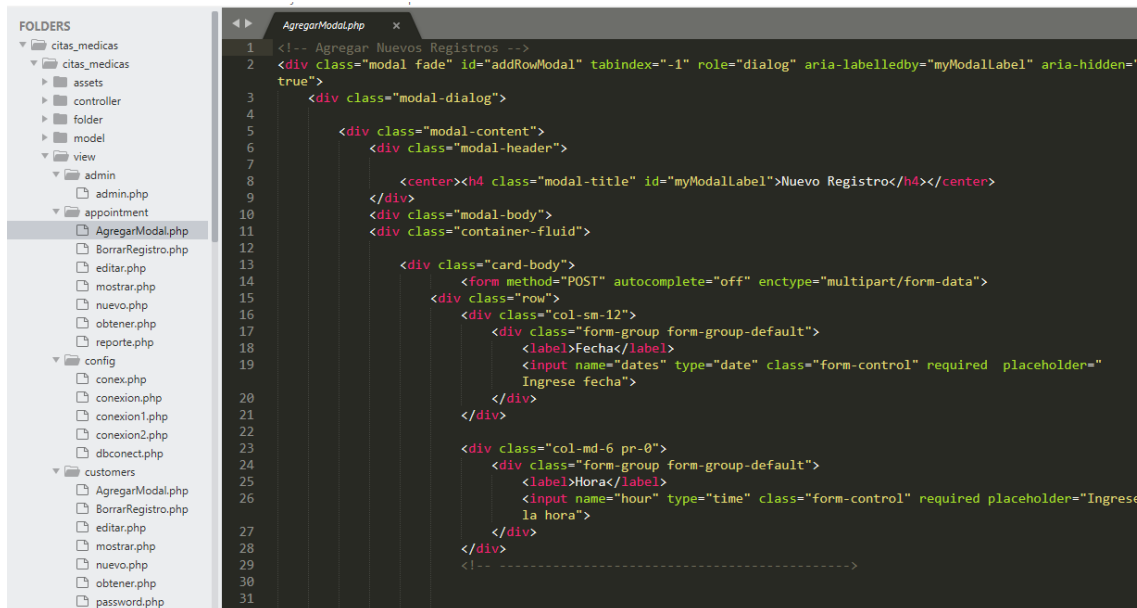 FOLDERS
citas_medicas
citas_medicas
assets
controller
folder
model
view
admin
admin.php
appointment
AgregarModal.php
BorrarRegistro.php
editar.php
mostrar.php
nuevo.php
obtener.php
reporte.php
config
conex.php
conexion.php
conexion1.php
conexion2.php
dbconect.php
customers
AgregarModal.php
BorrarRegistro.php
editar.php
mostrar.php
nuevo.php
obtener.php
password.php
AgregarModal.php ×
1 <!-- Agregar Nuevos Registros -->
2 <div class="modal fade" id="addRowModal" tabindex="-1" role="dialog" aria-labelledby="myModalLabel" aria-hidden="
true">
3 <div class="modal-dialog">
4
5 <div class="modal-content">
6 <div class="modal-header">
7
8 <center><h4 class="modal-title" id="myModalLabel">Nuevo Registro</h4></center>
9 </div>
10 <div class="modal-body">
11 <div class="container-fluid">
12
13 <div class="card-body">
14 <form method="POST" autocomplete="off" enctype="multipart/form-data">
15 <div class="row">
16 <div class="col-sm-12">
17 <div class="form-group form-group-default">
18 <label>Fecha</label>
19 <input name="dates" type="date" class="form-control" required  placeholder="
Ingrese fecha">
20 </div>
21 </div>
22
23 <div class="col-md-6 pr-0">
24 <div class="form-group form-group-default">
25 <label>Hora</label>
26 <input name="hour" type="time" class="form-control" required placeholder="Ingrese
la hora">
27 </div>
28 </div>
29 <!-- ---------------------------------------------->
30
31